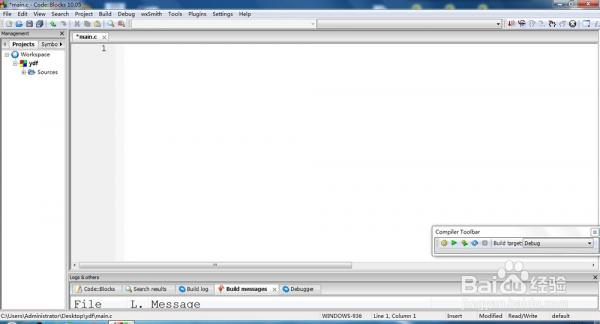 *main.c - Code::Blocks 10.05
File Edit View Search Project Build Debug wxSmith Tools Plugins Settings Help
Management
Projects Symbo
Workspace
ydf
Sources
*main.c
1
Compiler Toolbar
Build target: Debug
Logs & others
Code::Blocks Search results Build log Build messages Debugger
File L. Message
C:\Users\Administrator\Desktop\ydf\main.c WINDOWS-936 Line 1, Column 1 Insert Modified Read/Write default
Baidu 经验
jingyan.baidu.com